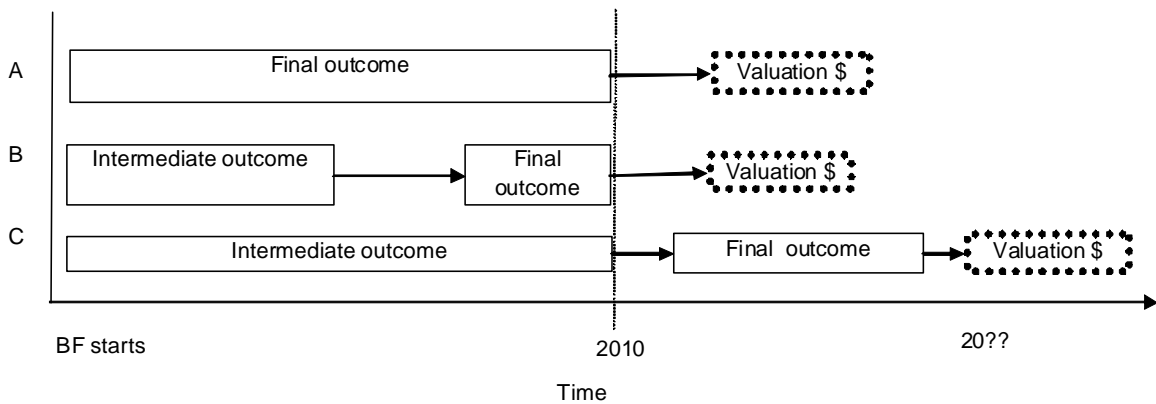 A
Final outcome
Valuation $
B
Intermediate outcome
Final
outcome
Valuation $
C
Intermediate outcome
Final outcome
Valuation $
BF starts
2010
20??
Time